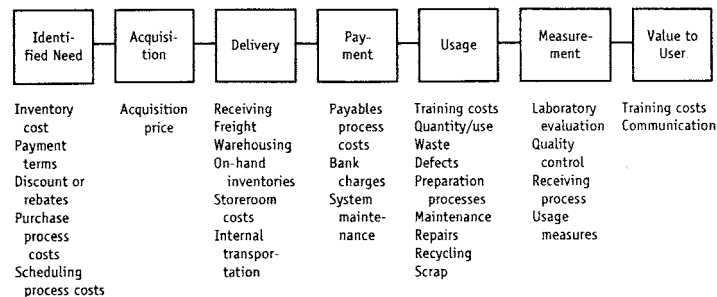 Identi-
fied Need
Acquisi-
tion
Delivery
Pay-
ment
Usage
Measure-
ment
Value to
User
Inventory
cost
Payment
terms
Discount or
rebates
Purchase
process
costs
Scheduling
process costs
Acquisition
price
Receiving
Freight
Warehousing
On-hand
inventories
Storeroom
costs
Internal
transpor-
tation
Payables
process
costs
Bank
charges
System
mainte-
nance
Training costs
Quantity/use
Waste
Defects
Preparation
processes
Maintenance
Repairs
Recycling
Scrap
Laboratory
evaluation
Quality
control
Receiving
process
Usage
measures
Training costs
Communication